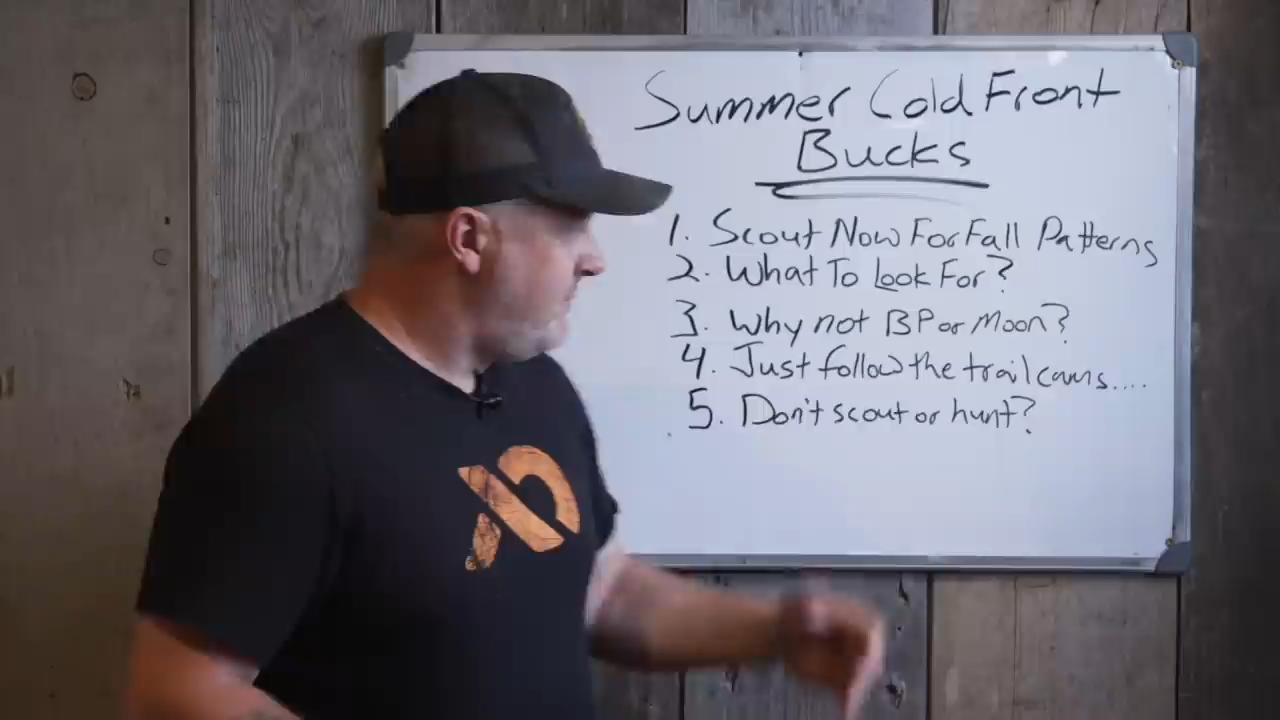 Summer Cold Front
Bucks
1. Scout Now For Fall Patterns
2. What To Look For?
3. Why not BP or Moon?
4. Just follow the trail cams....
5. Don't scout or hunt?